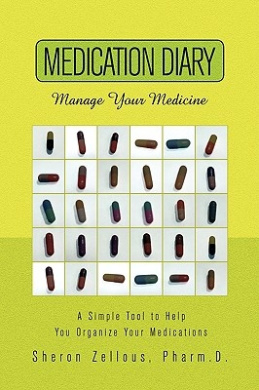 MEDICATION DIARY
Manage Your Medicine
A Simple Tool to Help
You Organize Your Medications
Sheron Zellous, Pharm.D.